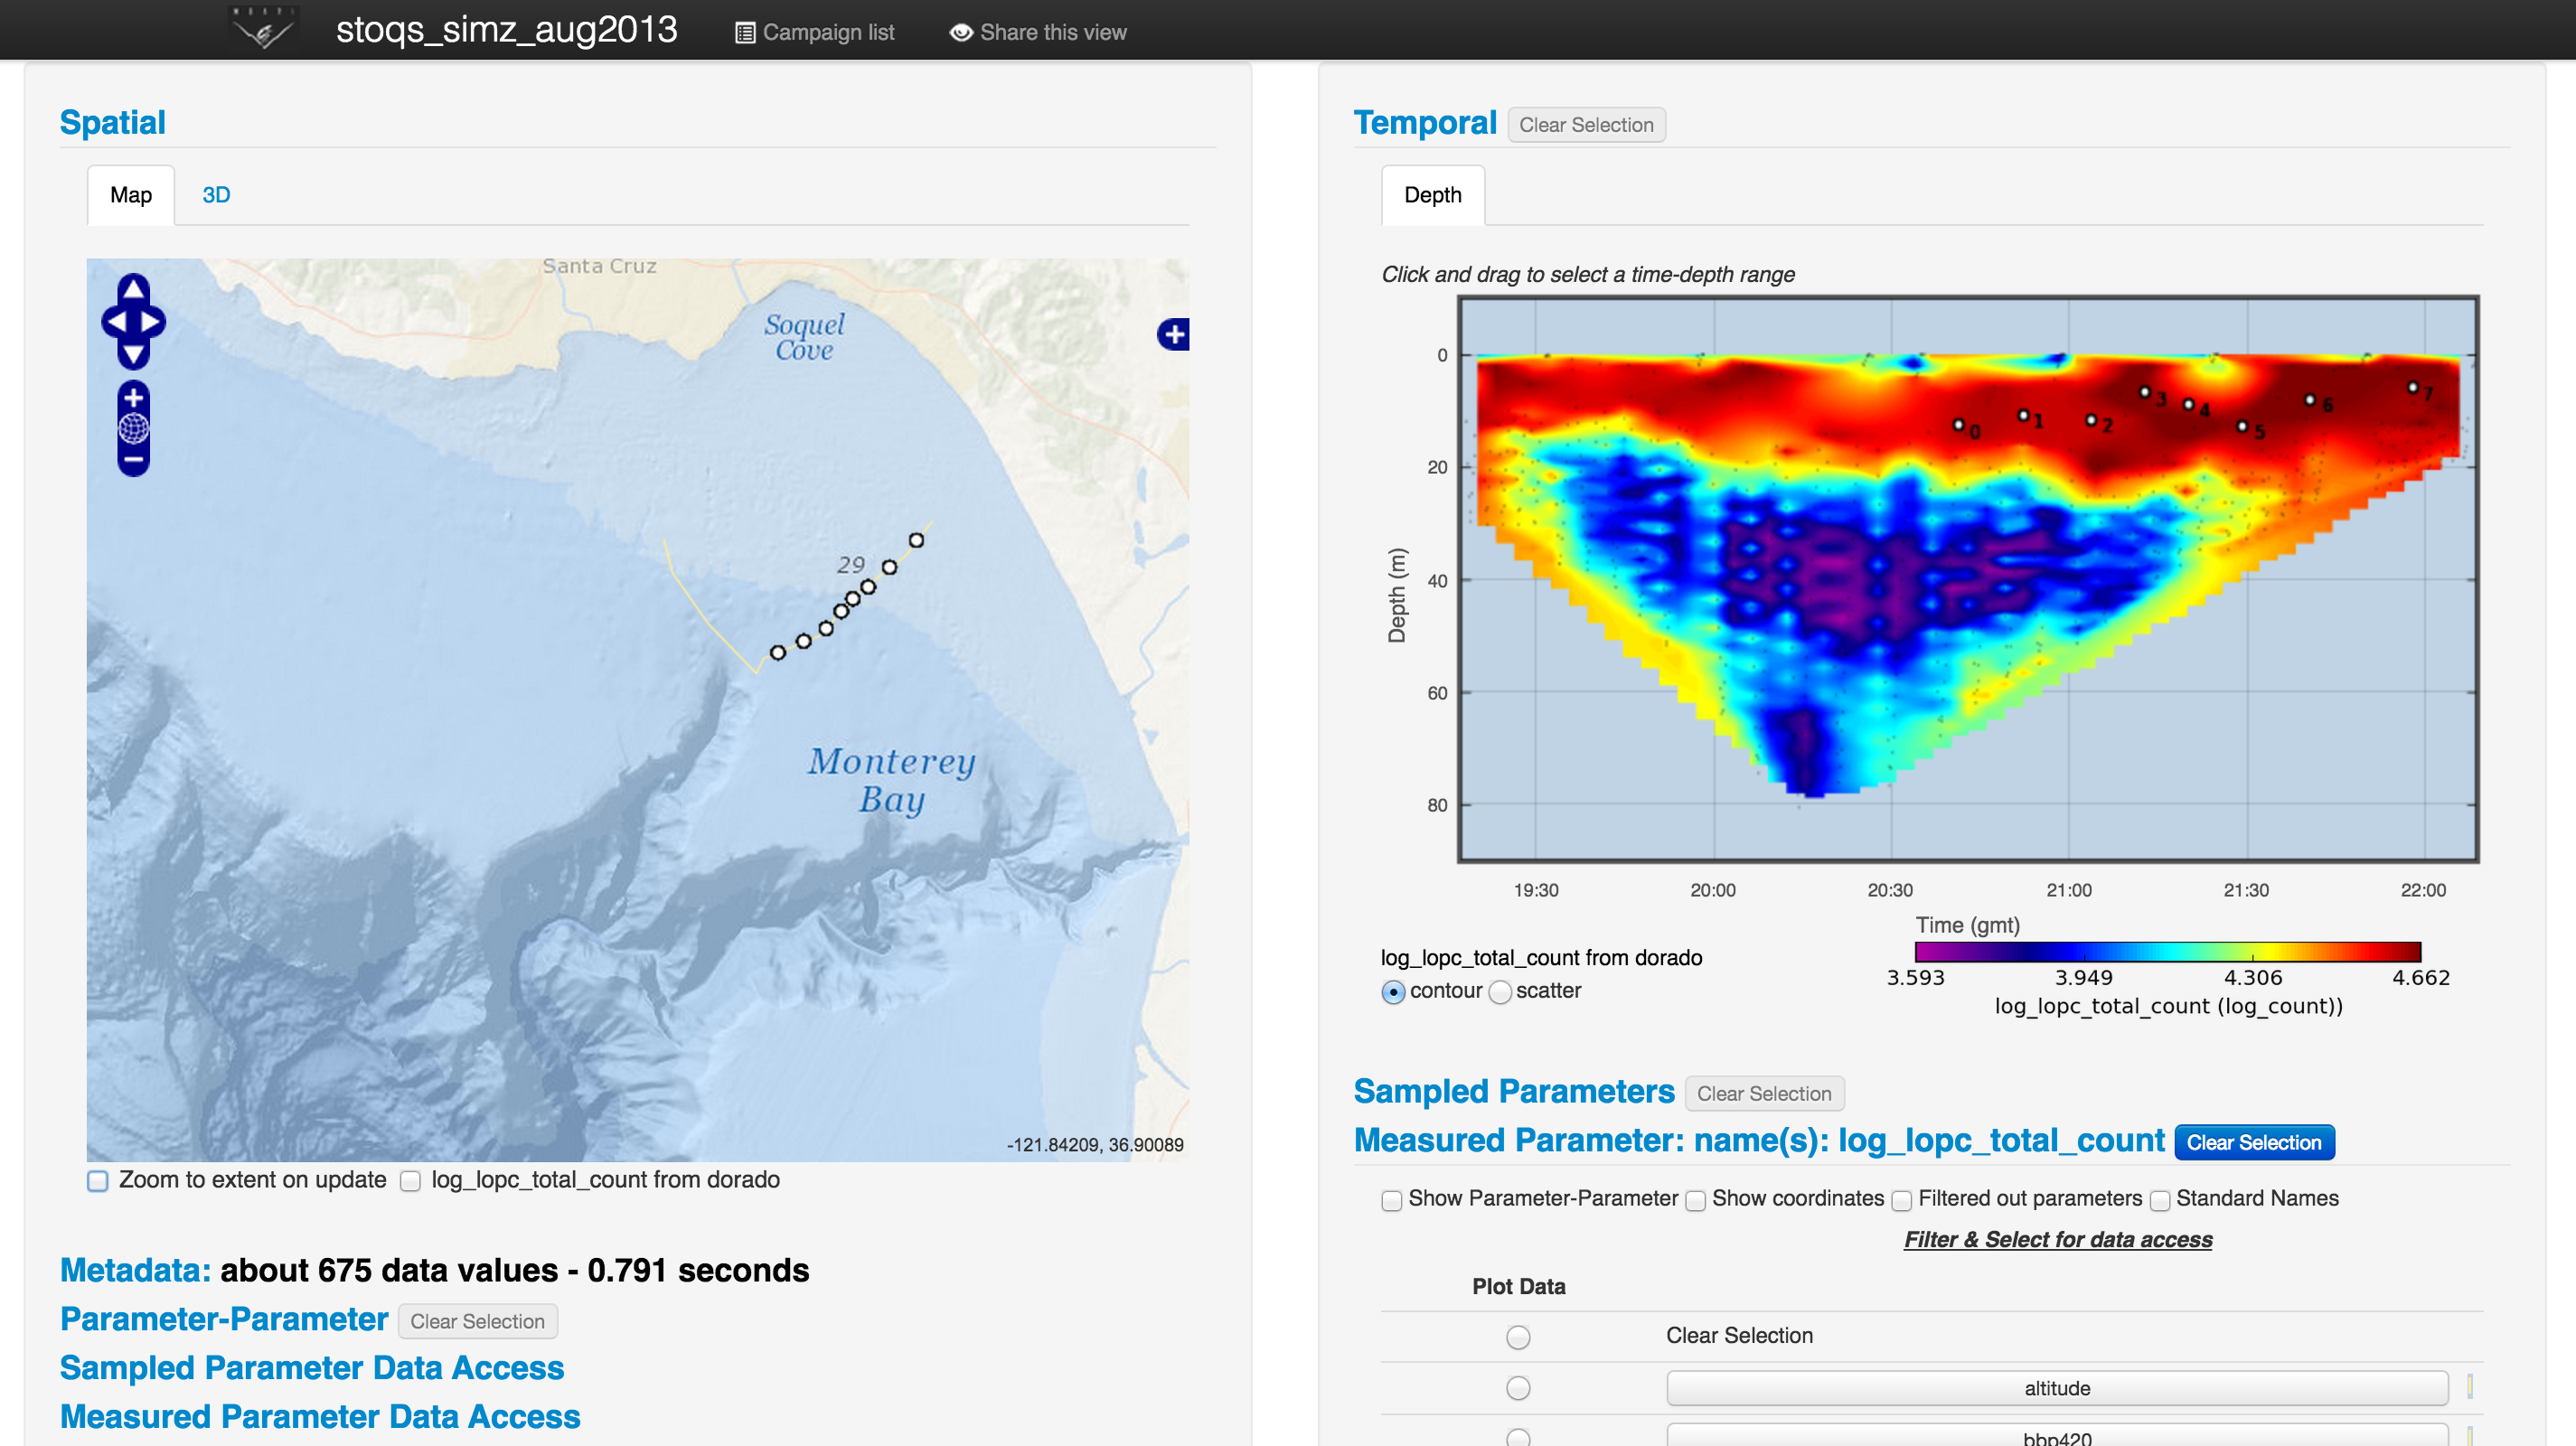 stoqs_simz_aug2013
Campaign list
Share this view
Spatial
Map
3D
Santa Cruz
Soquel
Cove
29
Monterey
Bay
-121.84209, 36.90089
Zoom to extent on update
log_lopc_total_count from dorado
Metadata: about 675 data values - 0.791 seconds
Parameter-Parameter
Clear Selection
Sampled Parameter Data Access
Measured Parameter Data Access
Temporal
Clear Selection
Depth
Click and drag to select a time-depth range
Depth (m)
0
20
40
60
80
0
1
2
3
4
5
6
7
19:30
20:00
20:30
21:00
21:30
22:00
Time (gmt)
log_lopc_total_count from dorado
contour
scatter
3.593
3.949
4.306
4.662
log_lopc_total_count (log_count))
Sampled Parameters
Clear Selection
Measured Parameter: name(s): log_lopc_total_count
Clear Selection
Show Parameter-Parameter
Show coordinates
Filtered out parameters
Standard Names
Filter & Select for data access
Plot Data
Clear Selection
altitude
bbp420